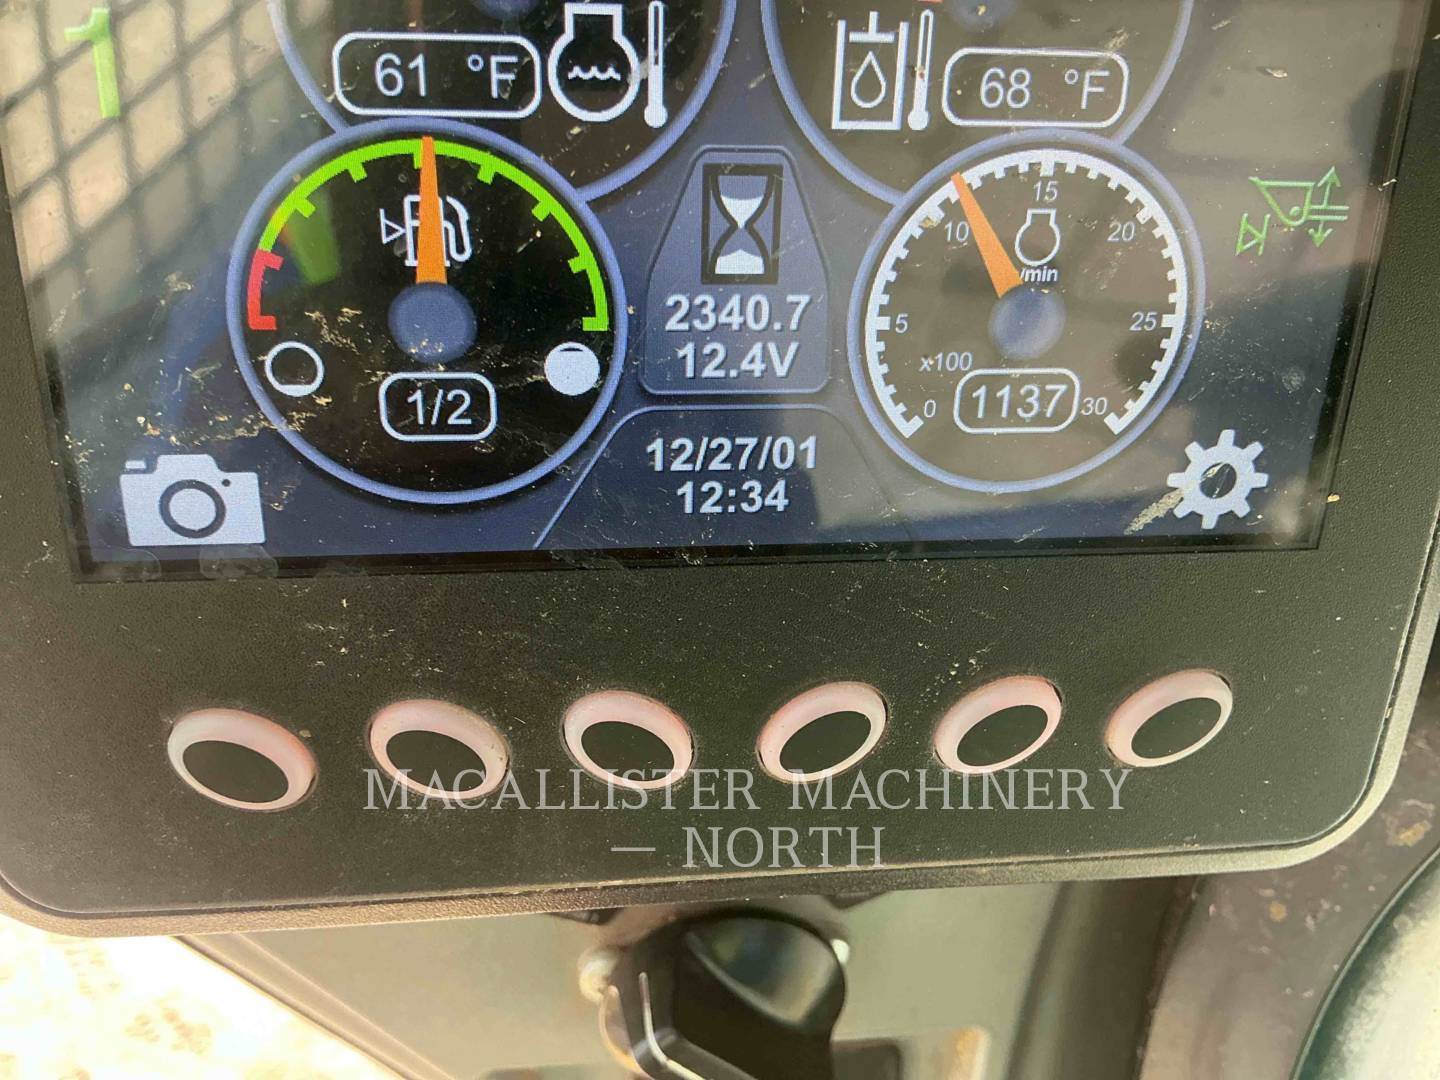 1
61 °F
68 °F
15
10
20
/min
5
25
x100
0
1137
30
2340.7
12.4V
1/2
12/27/01
12:34
MACALLISTER MACHINERY
— NORTH